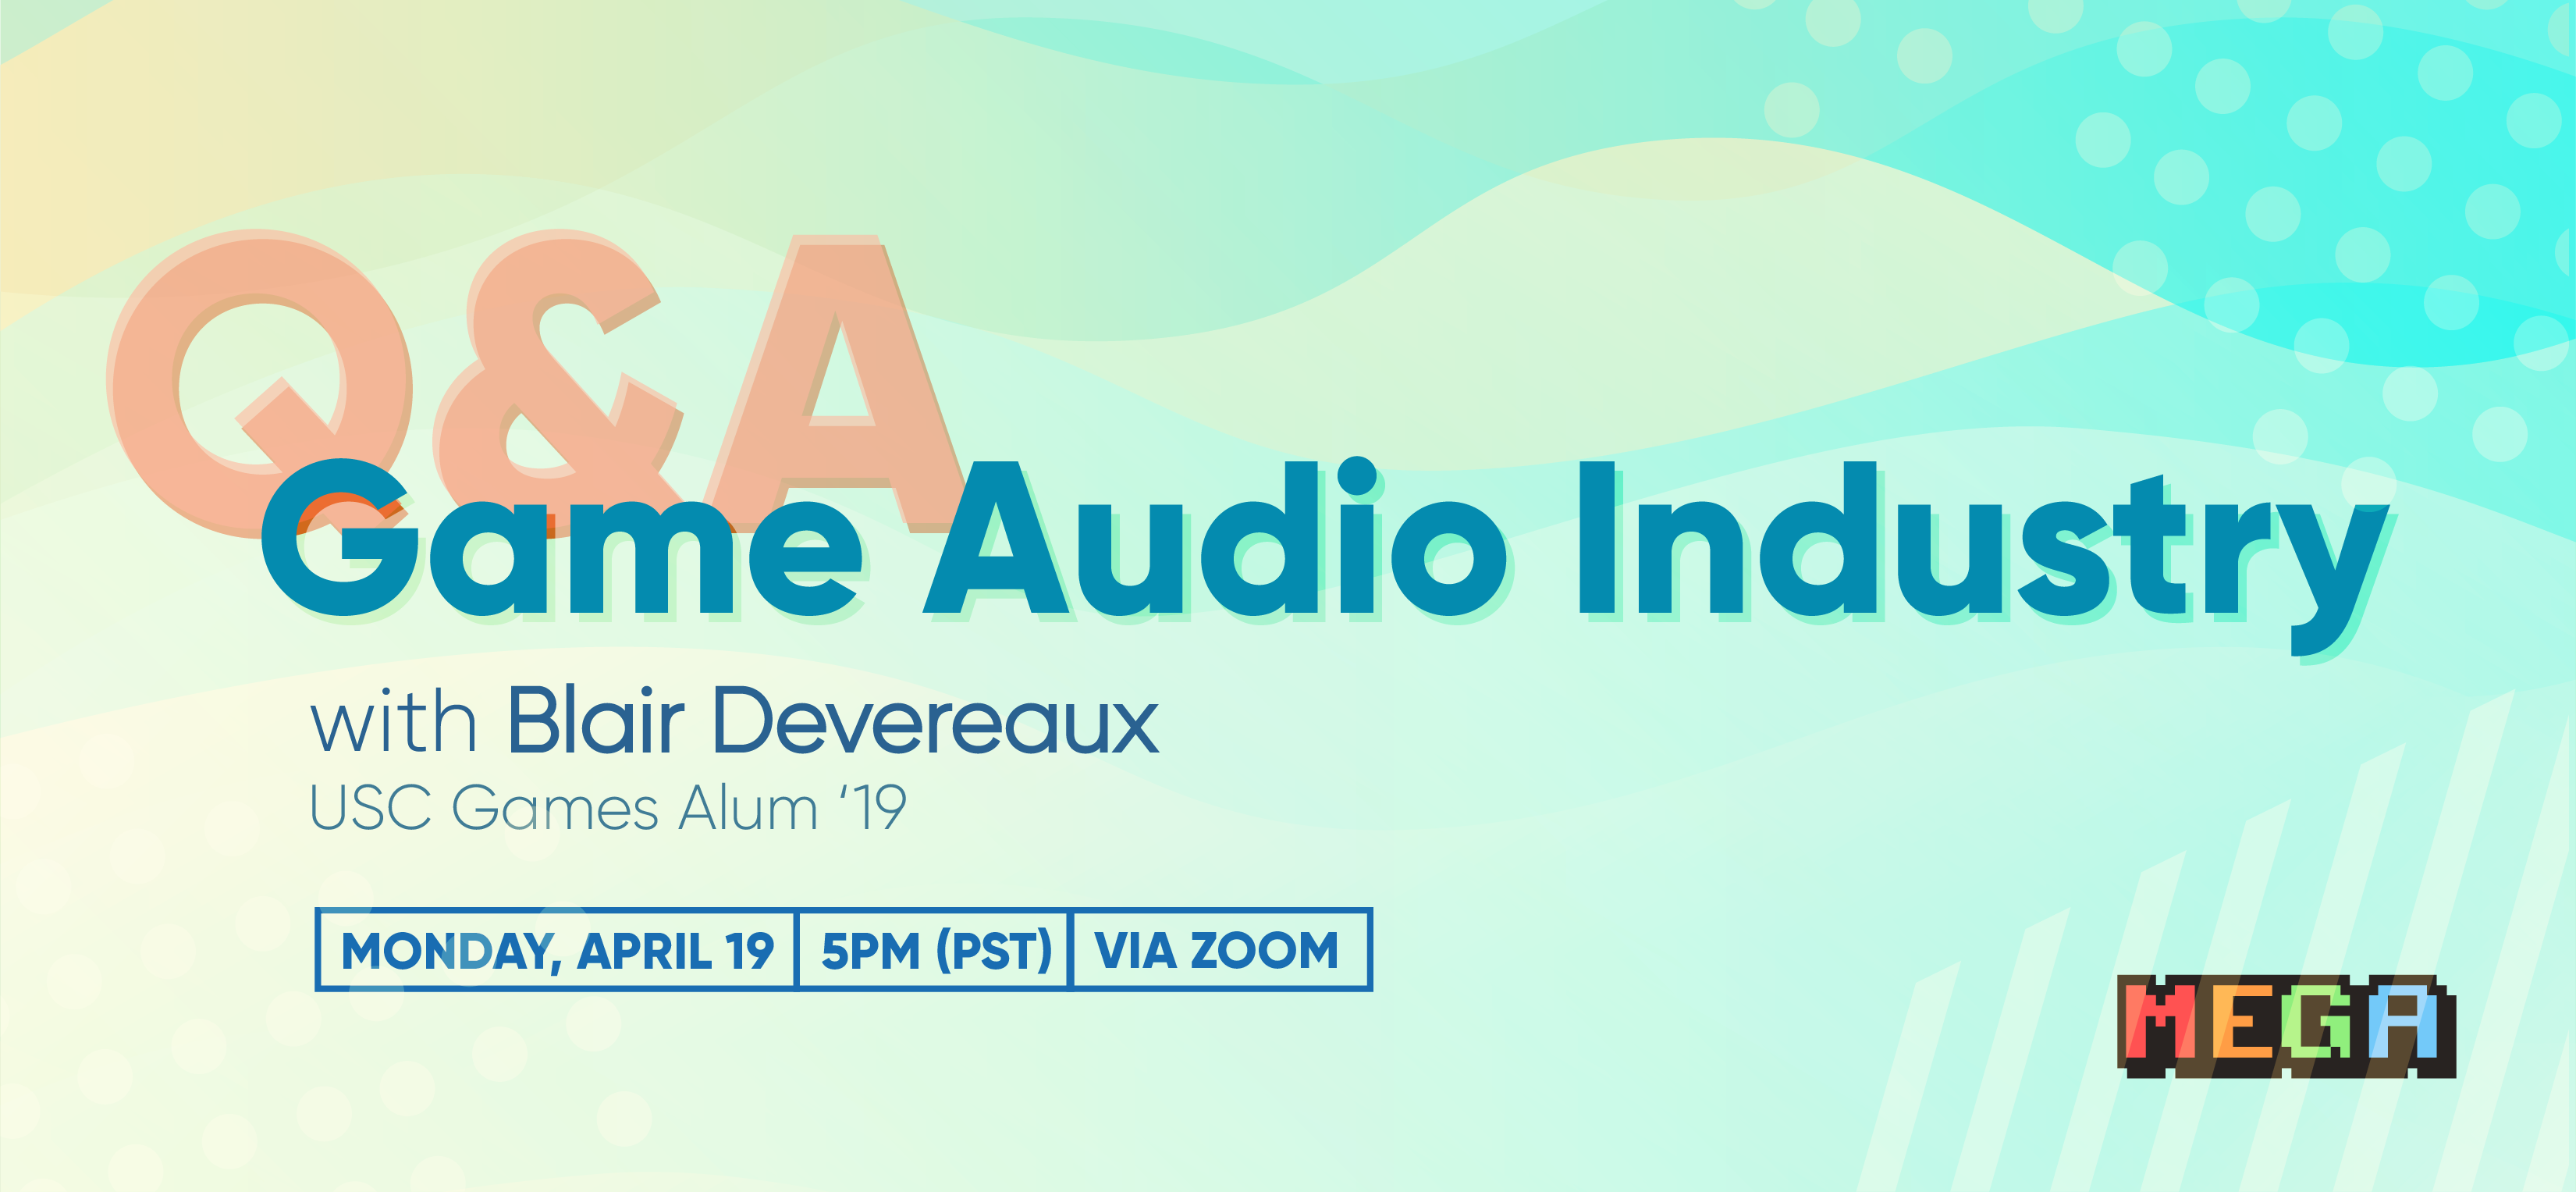 Q&A
Game Audio Industry
with Blair Devereaux
USC Games Alum ‘19
MONDAY, APRIL 19 5PM (PST) VIA ZOOM
MEGA